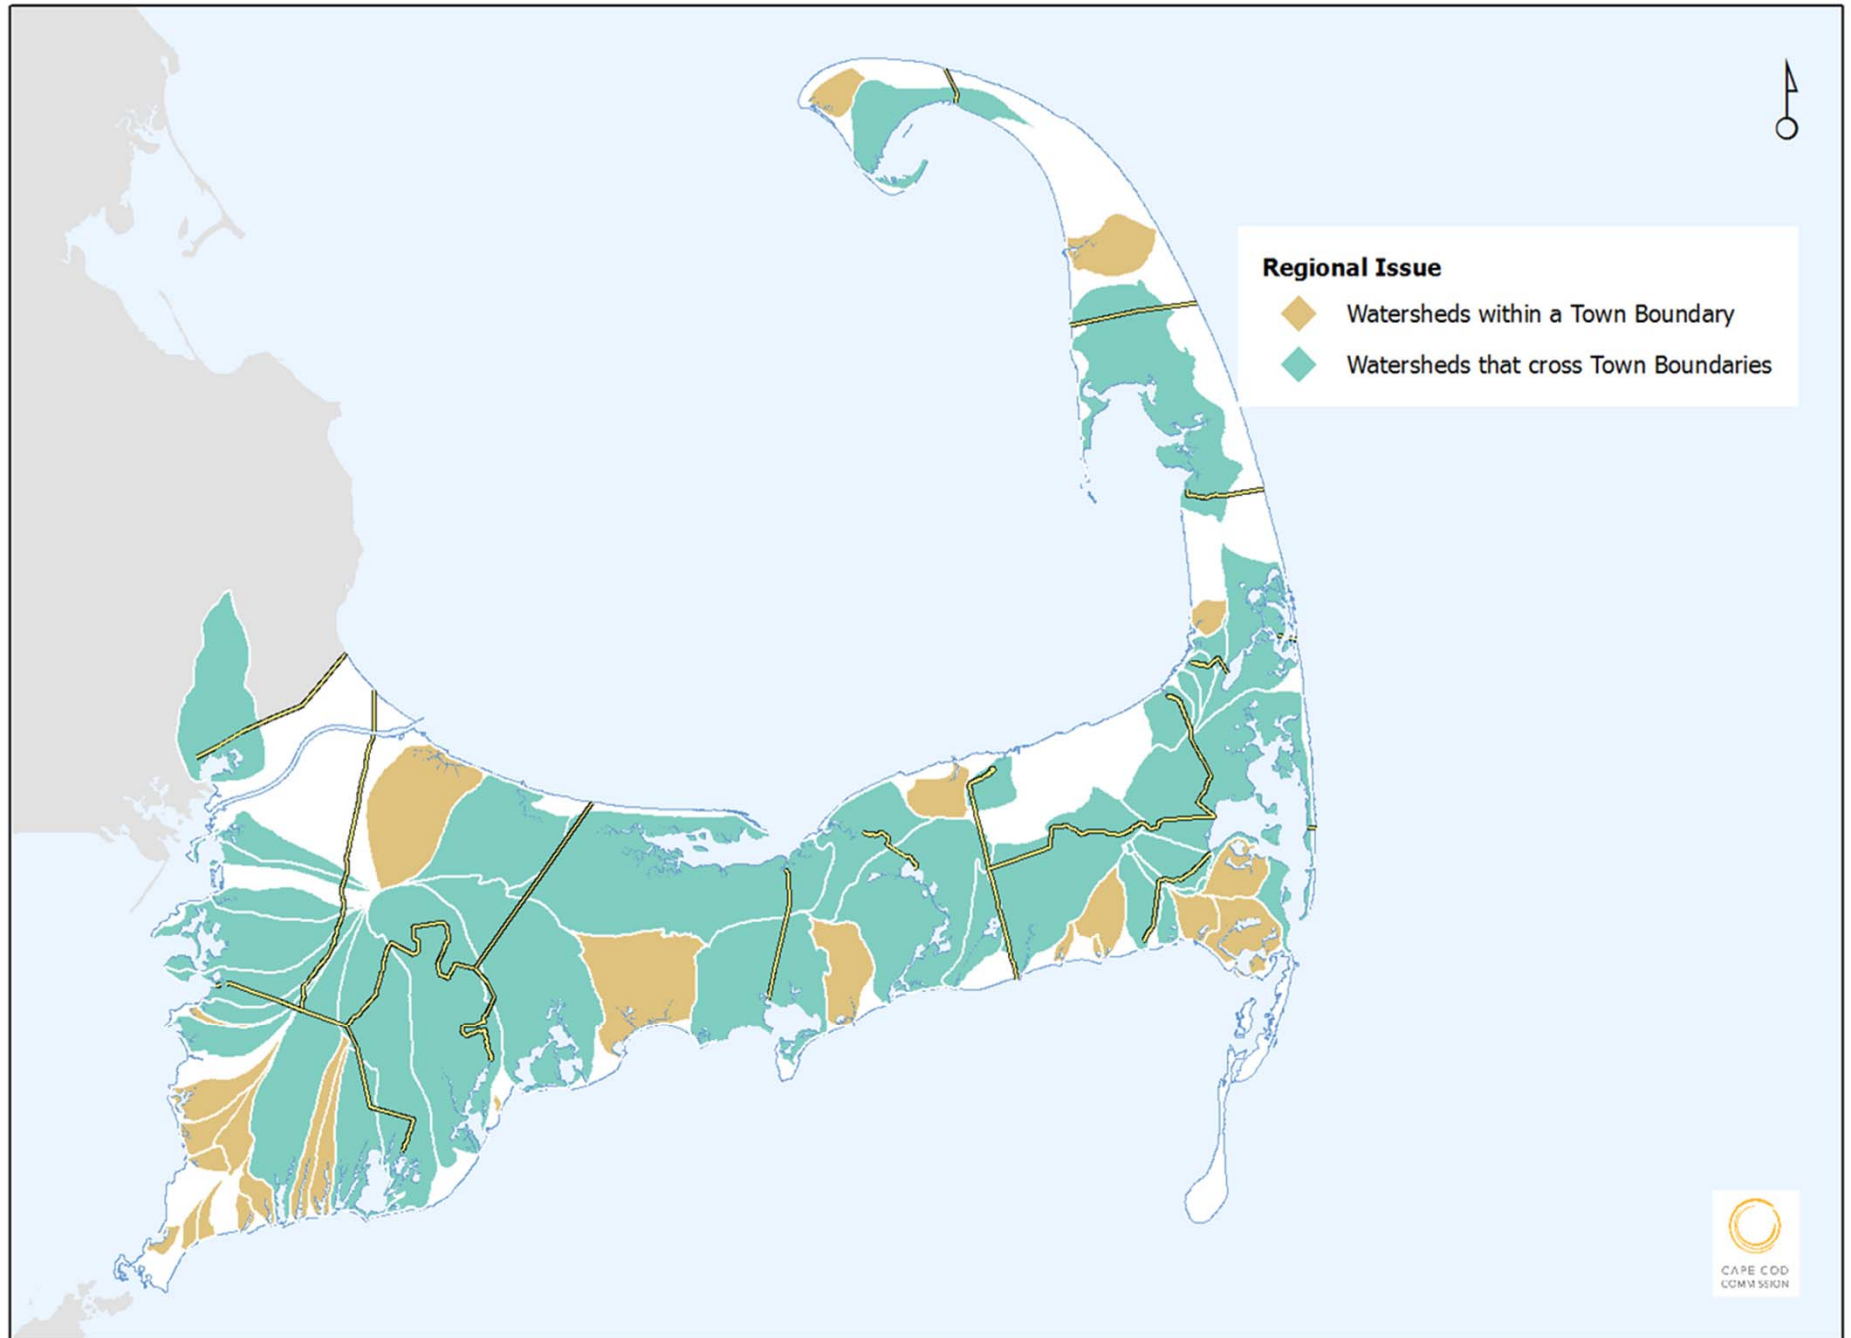 Regional Issue
Watersheds within a Town Boundary
Watersheds that cross Town Boundaries
CAPE COD
COMMISSION